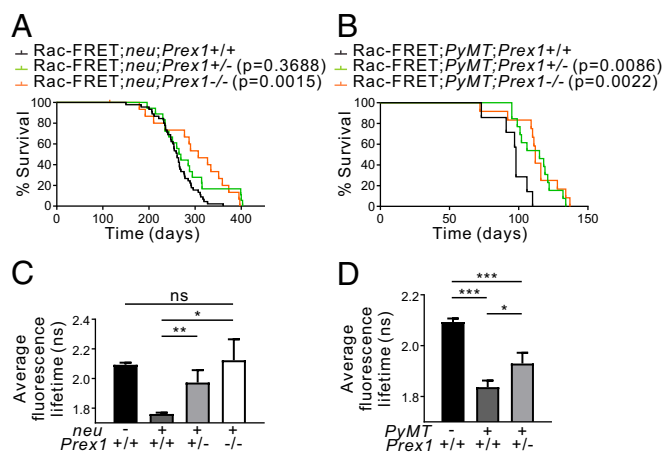 A
Rac-FRET;neu;Prex1+/+
Rac-FRET;neu;Prex1+/- (p=0.3688)
Rac-FRET;neu;Prex1-/- (p=0.0015)
% Survival
100
80
60
40
20
0
0 100 200 300 400
Time (days)
B
Rac-FRET;PyMT;Prex1+/+
Rac-FRET;PyMT;Prex1+/- (p=0.0086)
Rac-FRET;PyMT;Prex1-/- (p=0.0022)
% Survival
100
80
60
40
20
0
0 50 100 150
Time (days)
C
Average
fluorescence
lifetime (ns)
2.4
2.2
2.0
1.8
ns
*
**
neu - + + +
Prex1 +/+ +/+ +/- -/-
D
Average
fluorescence
lifetime (ns)
2.2
2.0
1.8
***
***
*
PyMT - + +
Prex1 +/+ +/+ +/-